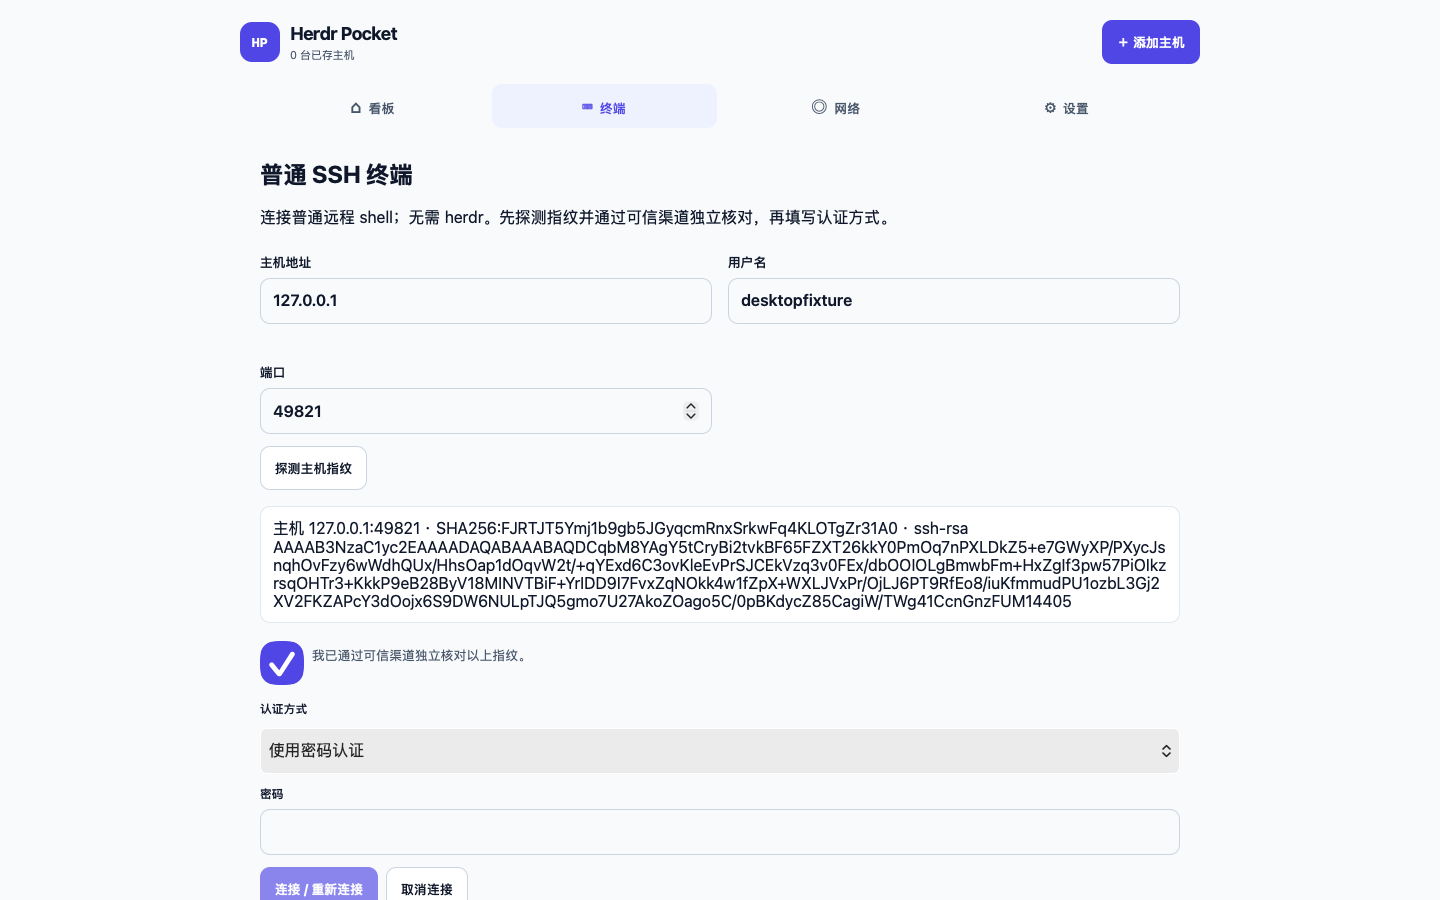 HP
Herdr Pocket
0 台已存主机
+ 添加主机
看板
终端
网络
设置
普通 SSH 终端
连接普通远程 shell；无需 herdr。先探测指纹并通过可信渠道独立核对，再填写认证方式。
主机地址
用户名
127.0.0.1
desktopfixture
端口
49821
探测主机指纹
主机 127.0.0.1:49821 · SHA256:FJRTJT5Ymj1b9gb5JGyqcmRnxSrkwFq4KLOTgZr31A0 · ssh-rsa
AAAAB3NzaC1yc2EAAAADAQABAAABAQDCqbM8YAgY5tCryBi2tvkBF65FZXT26kkY0PmOq7nPXLDkZ5+e7GWyXP/PXycJs
nqhOvFzy6wWdhQUx/HhsOap1dOqvW2t/+qYExd6C3ovKleEvPrSJCEkVzq3v0FEx/dbOOIOLgBmwbFm+HxZgIf3pw57PiOIkz
rsqOHTr3+KkkP9eB28ByV18MINVTBiF+YrIDD9I7FvxZqNOkk4w1fZpX+WXLJVxPr/OjLJ6PT9RfEo8/iuKfmmudPU1ozbL3Gj2
XV2FKZAPcY3dOojx6S9DW6NULpTJQ5gmo7U27AkoZOago5C/0pBKdycZ85CagiW/TWg41CcnGnzFUM14405
我已通过可信渠道独立核对以上指纹。
认证方式
使用密码认证
密码
连接 / 重新连接
取消连接